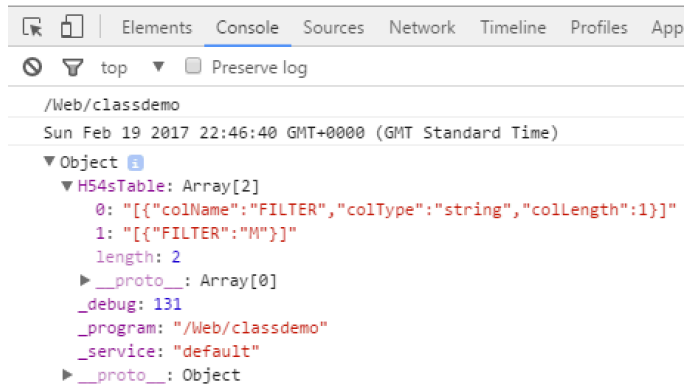 Elements Console Sources Network Timeline Profiles App
top Preserve log
/Web/classdemo
Sun Feb 19 2017 22:46:40 GMT+0000 (GMT Standard Time)
Object i
H54sTable: Array[2]
0: "[{"colName":"FILTER","colType":"string","colLength":1}]"
1: "[{"FILTER":"M"}]"
length: 2
__proto__: Array[0]
_debug: 131
_program: "/Web/classdemo"
_service: "default"
__proto__: Object